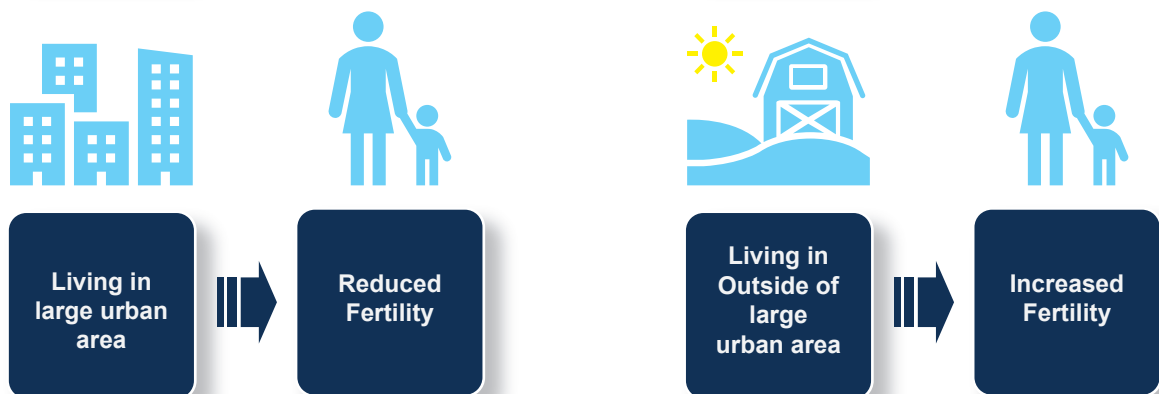 Living in
large urban
area
Reduced
Fertility
Living in
Outside of
large
urban area
Increased
Fertility